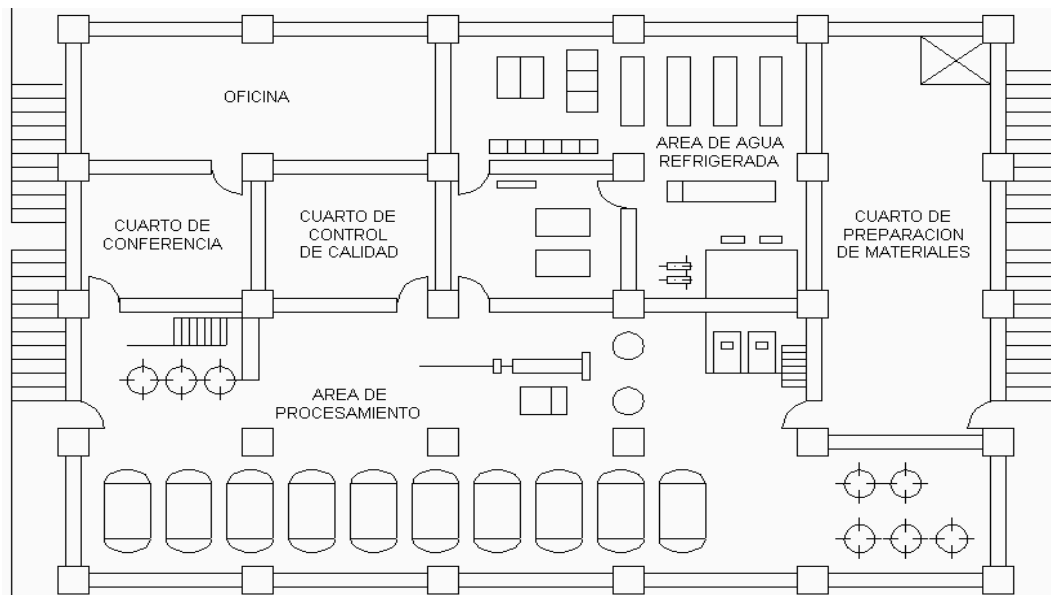 OFICINA
AREA DE AGUA
REFRIGERADA
CUARTO DE
CONFERENCIA
CUARTO DE
CONTROL
DE CALIDAD
CUARTO DE
PREPARACION
DE MATERIALES
AREA DE
PROCESAMIENTO